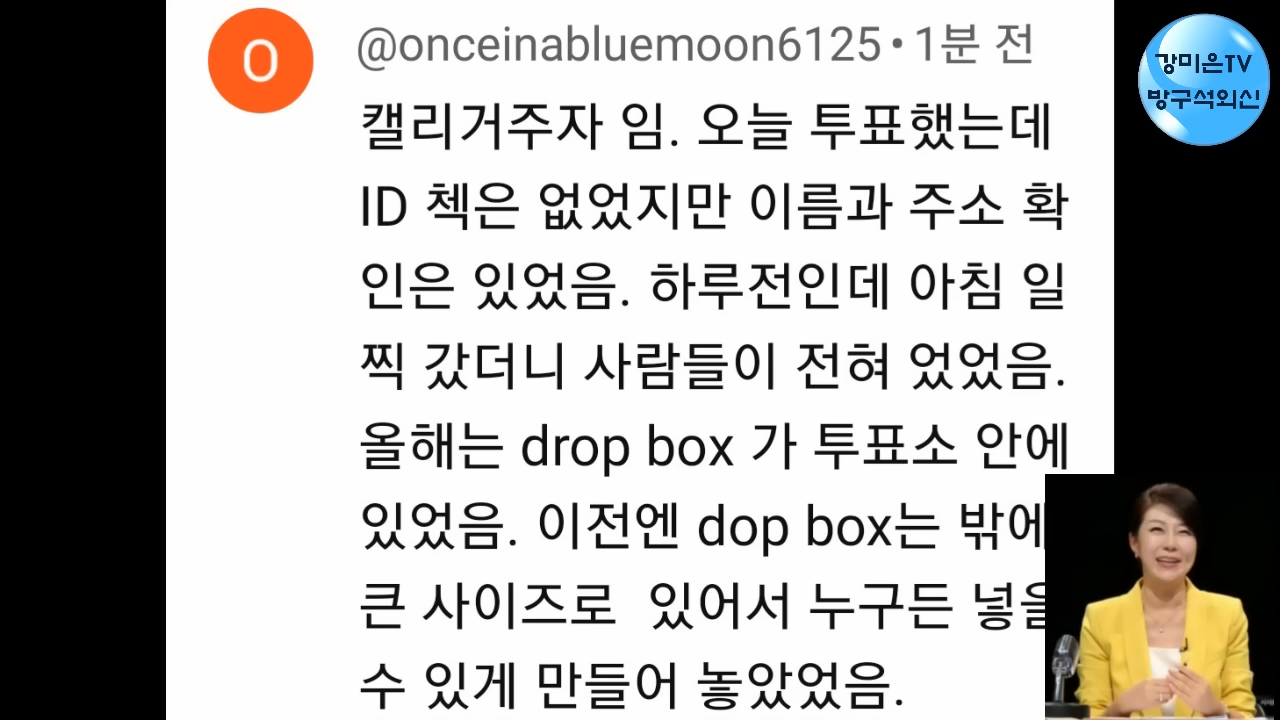 O
@onceinabluemoon6125 • 1분 전
강미은TV
방구석외신
캘리거주자 임. 오늘 투표했는데
ID 첵은 없었지만 이름과 주소 확
인은 있었음. 하루전인데 아침 일
찍 갔더니 사람들이 전혀 었었음.
올해는 drop box 가 투표소 안에
있었음. 이전엔 dop box는 밖에
큰 사이즈로 있어서 누구든 넣을
수 있게 만들어 놓았었음.